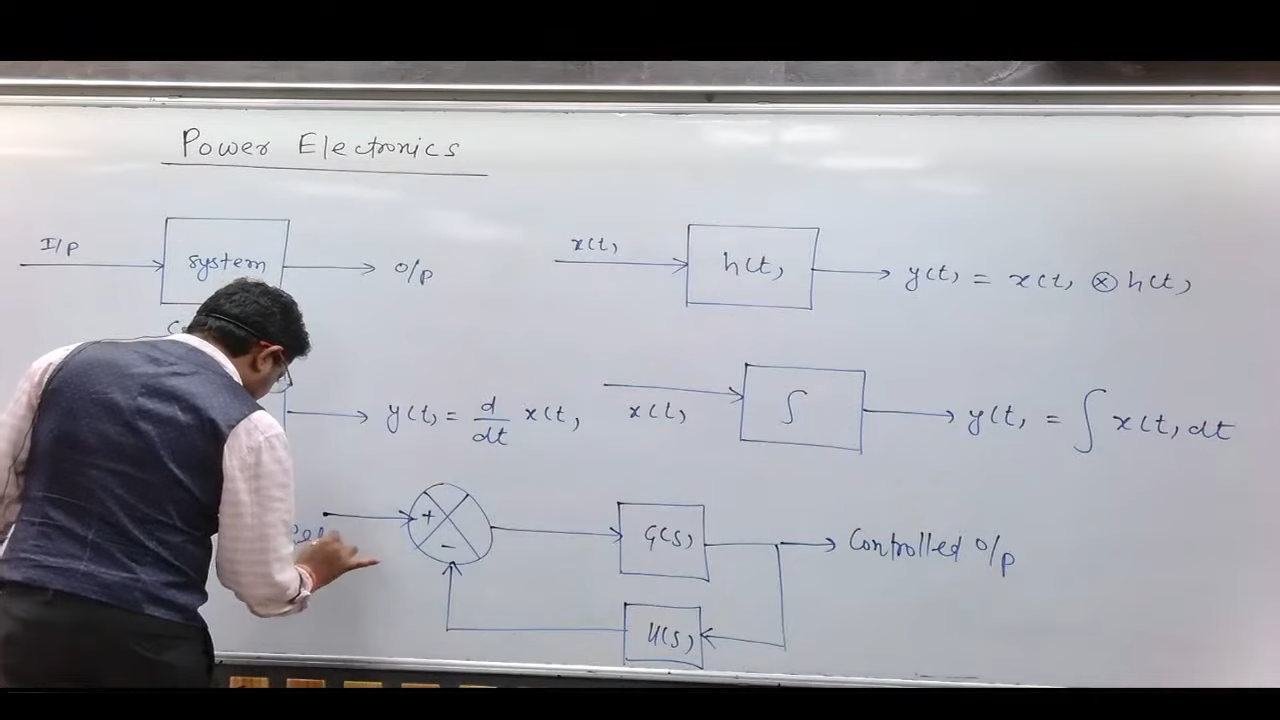 Power Electronics
I/P
system
O/P
x(t)
h(t)
y(t) = x(t) ⊗ h(t)
y(t) = d/dt x(t)
x(t)
∫
y(t) = ∫ x(t) dt
+
-
G(s)
Controlled O/P
H(s)